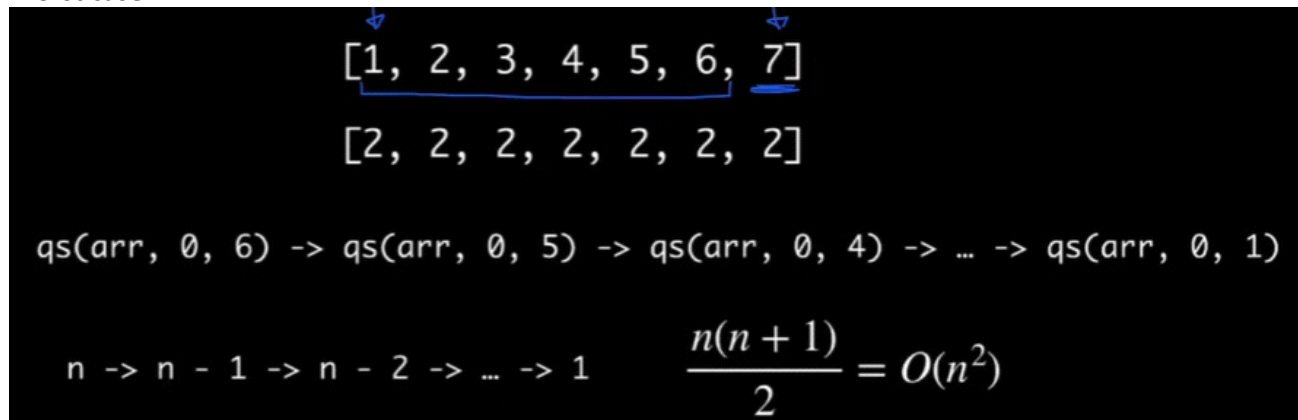 [1, 2, 3, 4, 5, 6, 7]
[2, 2, 2, 2, 2, 2, 2]
qs(arr, 0, 6) -> qs(arr, 0, 5) -> qs(arr, 0, 4) -> … -> qs(arr, 0, 1)
n -> n - 1 -> n - 2 -> … -> 1
n(n + 1)/2 = O(n²)